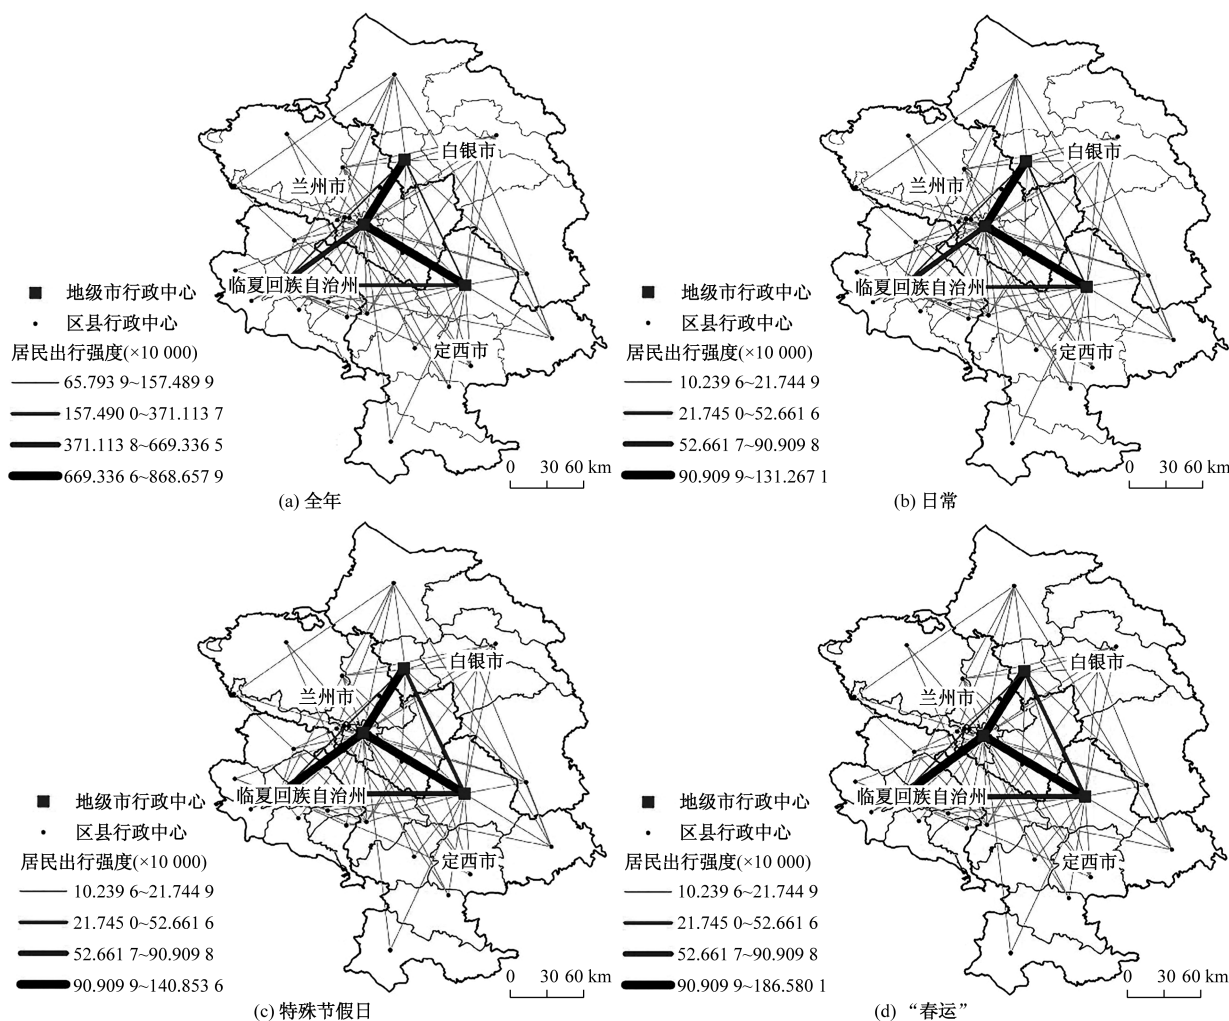 白银市
兰州市
临夏回族自治州
定西市
地级市行政中心
区县行政中心
居民出行强度(×10 000)
65.793 9~157.489 9
157.490 0~371.113 7
371.113 8~669.336 5
669.336 6~868.657 9
0 30 60 km
(a) 全年
白银市
兰州市
临夏回族自治州
定西市
地级市行政中心
区县行政中心
居民出行强度(×10 000)
10.239 6~21.744 9
21.745 0~52.661 6
52.661 7~90.909 8
90.909 9~131.267 1
0 30 60 km
(b) 日常
白银市
兰州市
临夏回族自治州
定西市
地级市行政中心
区县行政中心
居民出行强度(×10 000)
10.239 6~21.744 9
21.745 0~52.661 6
52.661 7~90.909 8
90.909 9~140.853 6
0 30 60 km
(c) 特殊节假日
白银市
兰州市
临夏回族自治州
定西市
地级市行政中心
区县行政中心
居民出行强度(×10 000)
10.239 6~21.744 9
21.745 0~52.661 6
52.661 7~90.909 8
90.909 9~186.580 1
0 30 60 km
(d) “春运”